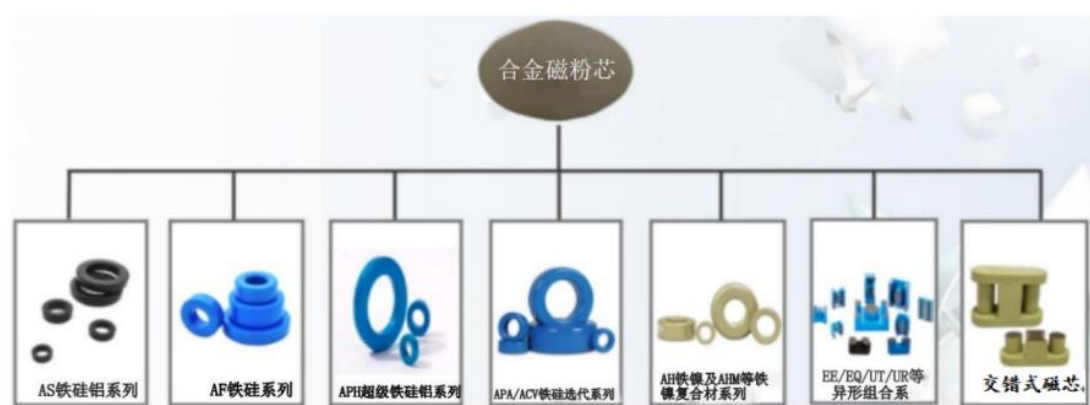 合金磁粉芯
AS铁硅铝系列
AF铁硅系列
APH超级铁硅铝系列
APA/ACV铁硅迭代系列
AH铁镍及AHM等铁
镍复合材系列
EE/EQ/UT/UR等
异形组合系
交错式磁芯